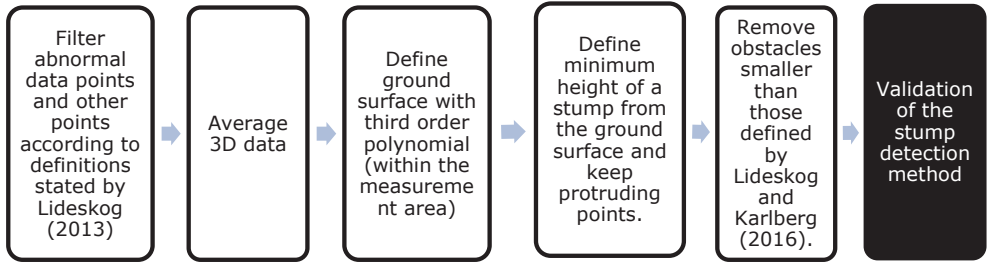 Filter
abnormal
data points
and other
points
according to
definitions
stated by
Lideskog
(2013)
Average
3D data
Define
ground
surface with
third order
polynomial
(within the
measureme
nt area)
Define
minimum
height of a
stump from
the ground
surface and
keep
protruding
points.
Remove
obstacles
smaller
than
those
defined
by
Lideskog
and
Karlberg
(2016).
Validation
of the
stump
detection
method